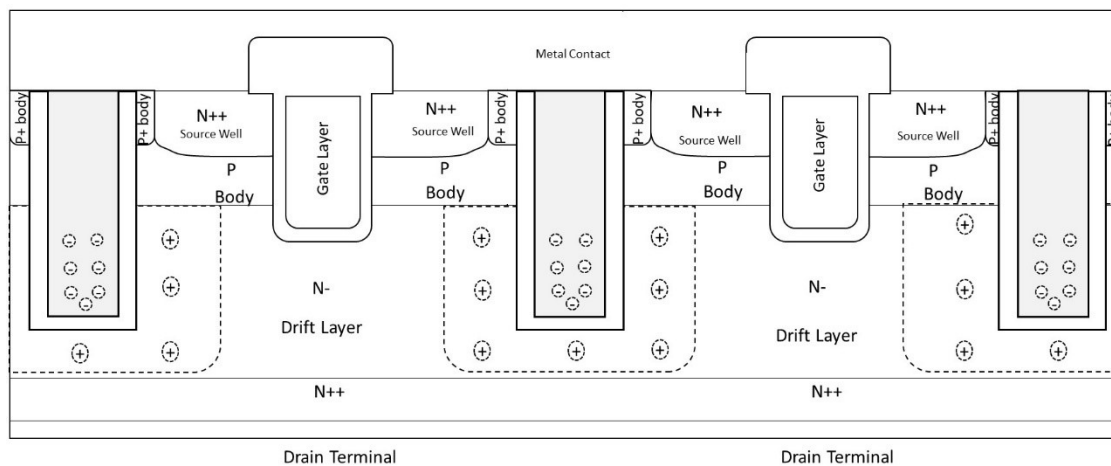 Metal Contact
P+ body
P+ body
N++
Source Well
Gate Layer
N++
Source Well
P+ body
P+ body
N++
Source Well
Gate Layer
N++
Source Well
P+ body
P+ body
P
Body
P
Body
P
Body
P
Body
- -
- -
- -
-
+
+
+
+
N-
Drift Layer
+
+
+
- -
- -
- -
-
+
+
+
+
N-
Drift Layer
+
+
+
- -
- -
- -
-
+
N++
N++
Drain Terminal
Drain Terminal